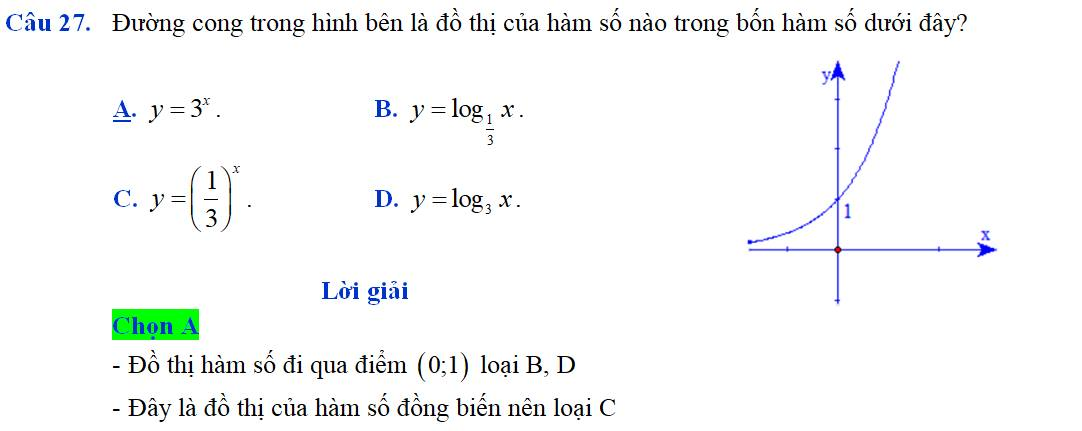 Câu 27. Đường cong trong hình bên là đồ thị của hàm số nào trong bốn hàm số dưới đây?
A. y = 3^x . B. y = log_{1/3} x .
C. y = (1/3)^x . D. y = log_3 x .
y
1
x
Lời giải
Chọn A
- Đồ thị hàm số đi qua điểm (0;1) loại B, D
- Đây là đồ thị của hàm số đồng biến nên loại C